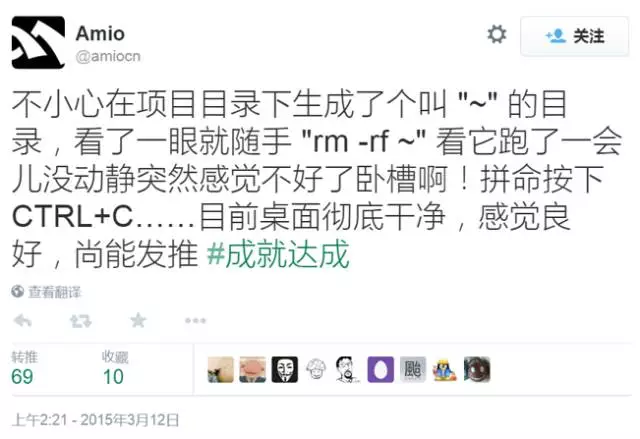 Amio
@amiocn
关注
不小心在项目目录下生成了个叫 "~" 的目
录，看了一眼就随手 "rm -rf ~" 看它跑了一会
儿没动静突然感觉不好了卧槽啊！拼命按下
CTRL+C……目前桌面彻底干净，感觉良
好，尚能发推 #成就达成
查看翻译
转推 收藏
69 10
颱
上午2:21 - 2015年3月12日